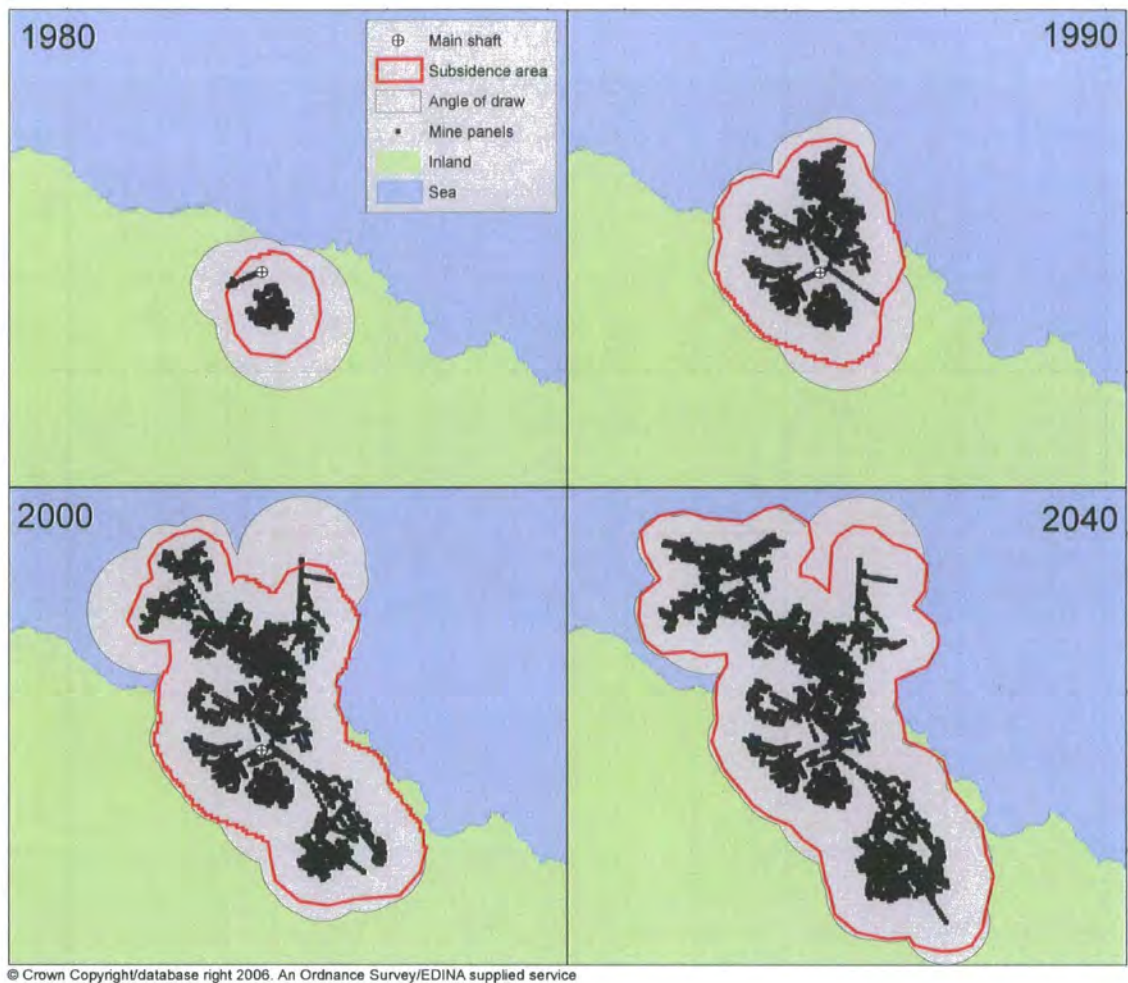 1980
Main shaft
Subsidence area
Angle of draw
Mine panels
Inland
Sea
1990
2000
2040
© Crown Copyright/database right 2006. An Ordnance Survey/EDINA supplied service